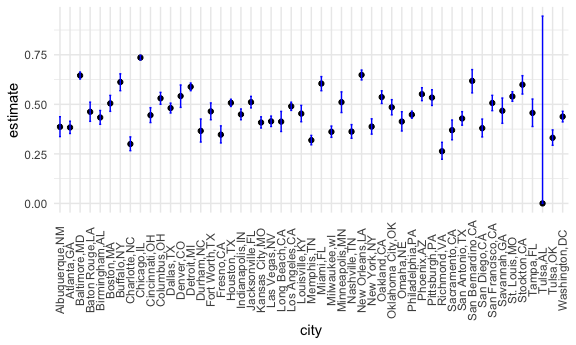 estimate
0.75
0.50
0.25
0.00
Albuquerque,NM
Atlanta,GA
Baltimore,MD
Baton Rouge,LA
Birmingham,AL
Boston,MA
Buffalo,NY
Charlotte,NC
Chicago,IL
Cincinnati,OH
Columbus,OH
Dallas,TX
Denver,CO
Detroit,MI
Durham,NC
Fort Worth,TX
Fresno,CA
Houston,TX
Indianapolis,IN
Jacksonville,FL
Kansas City,MO
Las Vegas,NV
Long Beach,CA
Los Angeles,CA
Louisville,KY
Memphis,TN
Miami,FL
Milwaukee,wI
Minneapolis,MN
Nashville,TN
New Orleans,LA
New York,NY
Oakland,CA
Oklahoma City,OK
Omaha,NE
Philadelphia,PA
Phoenix,AZ
Pittsburgh,PA
Richmond,VA
Sacramento,CA
San Antonio,TX
San Bernardino,CA
San Diego,CA
San Francisco,CA
Savannah,GA
St. Louis,MO
Stockton,CA
Tampa,FL
Tulsa,AL
Tulsa,OK
Washington,DC
city